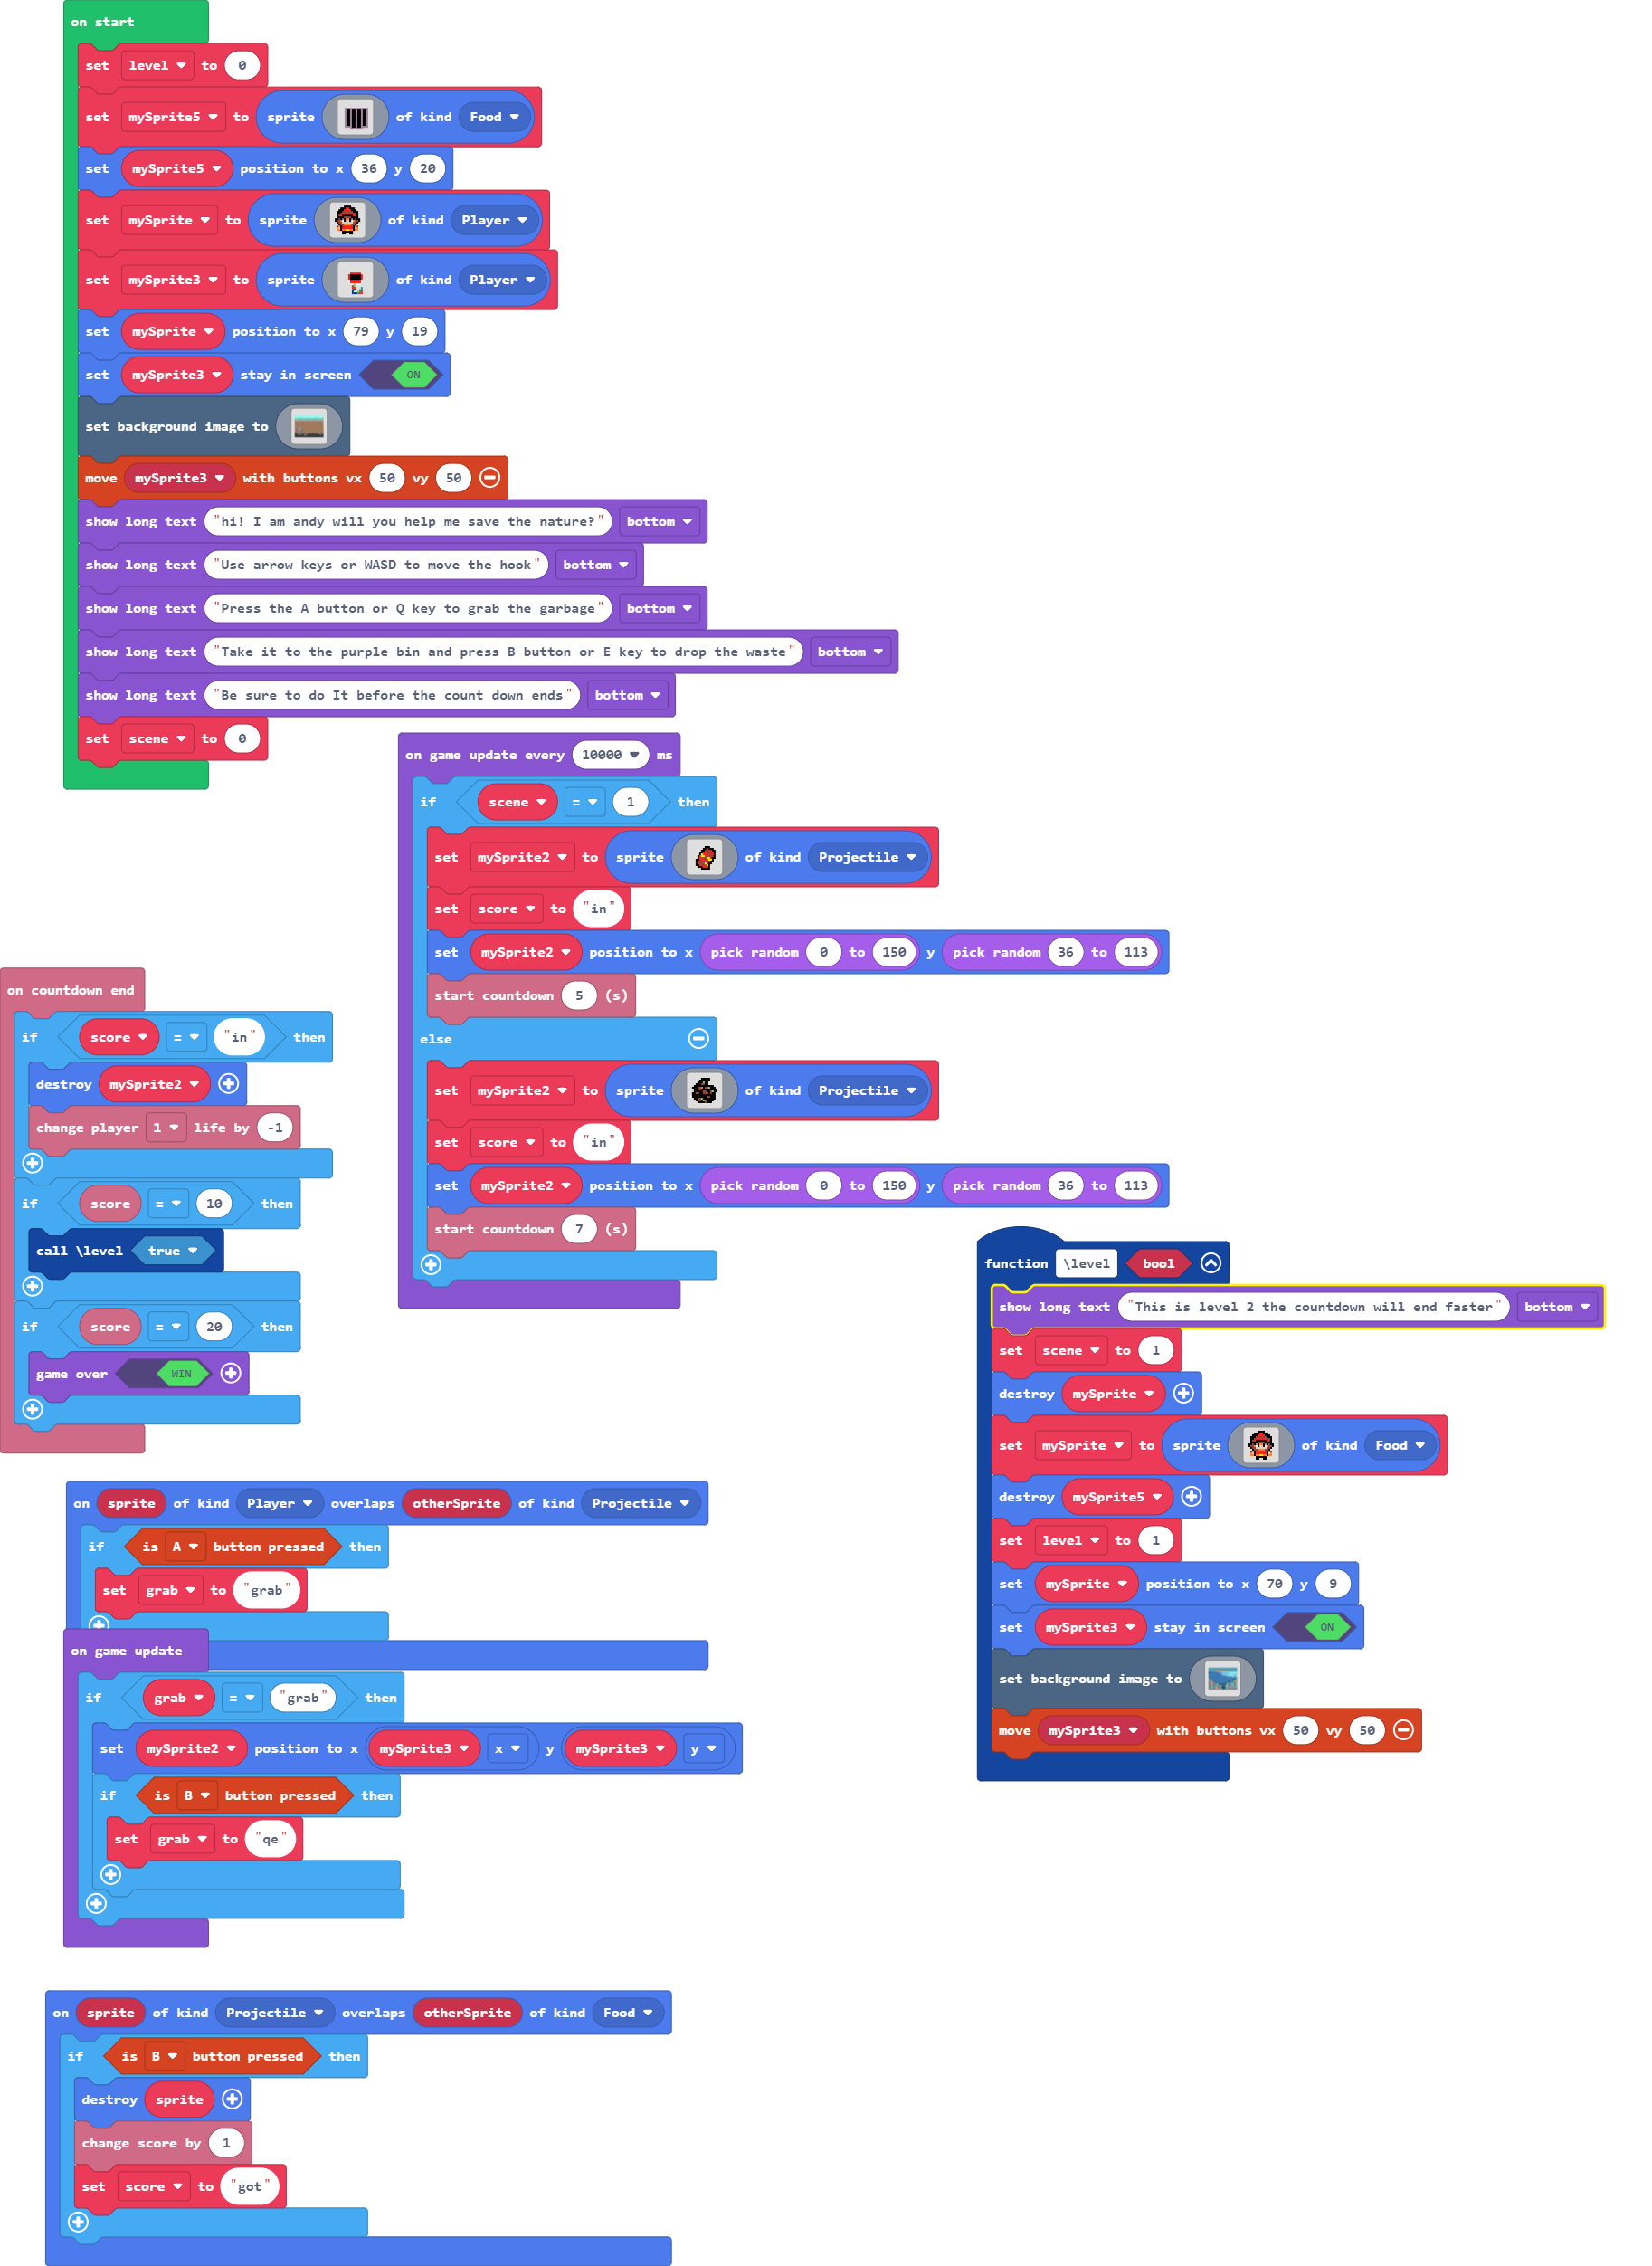 on start
set level to 0
set mySprite5 to sprite of kind Food
set mySprite5 position to x 36 y 20
set mySprite to sprite of kind Player
set mySprite3 to sprite of kind Player
set mySprite position to x 79 y 19
set mySprite3 stay in screen ON
set background image to
move mySprite3 with buttons vx 50 vy 50
show long text "hi! I am andy will you help me save the nature?" bottom
show long text "Use arrow keys or WASD to move the hook" bottom
show long text "Press the A button or Q key to grab the garbage" bottom
show long text "Take it to the purple bin and press B button or E key to drop the waste" bottom
show long text "Be sure to do It before the count down ends" bottom
set scene to 0
on game update every 10000 ms
if scene = 1 then
set mySprite2 to sprite of kind Projectile
set score to "in"
set mySprite2 position to x pick random 0 to 150 y pick random 36 to 113
start countdown 5 (s)
else
set mySprite2 to sprite of kind Projectile
set score to "in"
set mySprite2 position to x pick random 0 to 150 y pick random 36 to 113
start countdown 7 (s)
on countdown end
if score = "in" then
destroy mySprite2
change player 1 life by -1
if score = 10 then
call \level true
if score = 20 then
game over WIN
function \level bool
show long text "This is level 2 the countdown will end faster" bottom
set scene to 1
destroy mySprite
set mySprite to sprite of kind Food
destroy mySprite5
set level to 1
set mySprite position to x 70 y 9
set mySprite3 stay in screen ON
set background image to
move mySprite3 with buttons vx 50 vy 50
on sprite of kind Player overlaps otherSprite of kind Projectile
if is A button pressed then
set grab to "grab"
on game update
if grab = "grab" then
set mySprite2 position to x mySprite3 x y mySprite3 y
if is B button pressed then
set grab to "qe"
on sprite of kind Projectile overlaps otherSprite of kind Food
if is B button pressed then
destroy sprite
change score by 1
set score to "got"